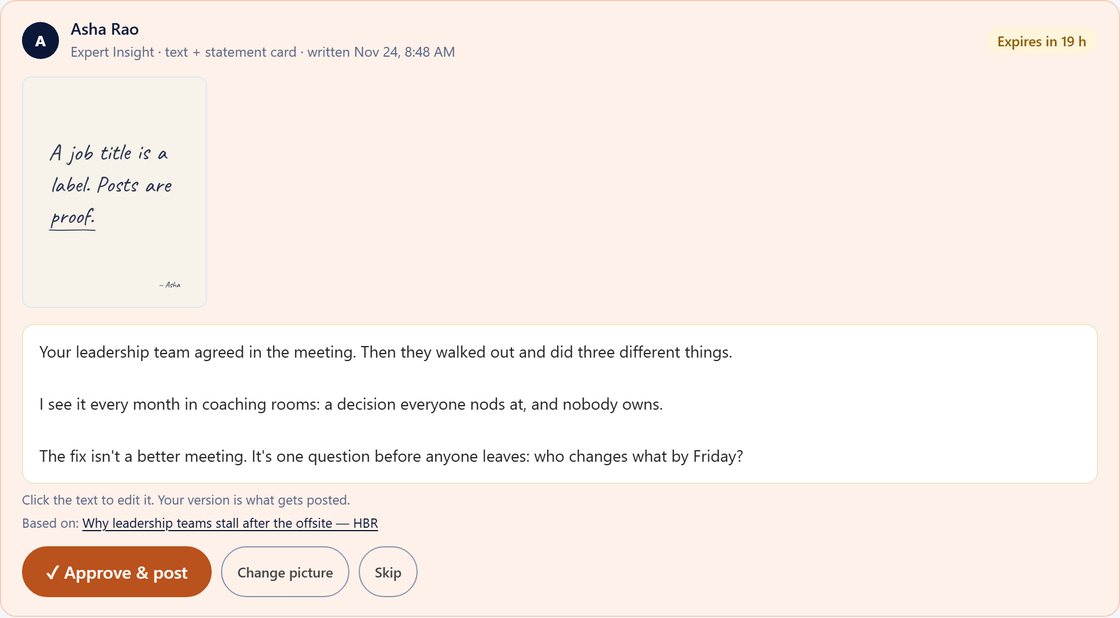 A
Asha Rao
Expert Insight · text + statement card · written Nov 24, 8:48 AM
Expires in 19 h
A job title is a
label. Posts are
proof.
– Asha
Your leadership team agreed in the meeting. Then they walked out and did three different things.
I see it every month in coaching rooms: a decision everyone nods at, and nobody owns.
The fix isn't a better meeting. It's one question before anyone leaves: who changes what by Friday?
Click the text to edit it. Your version is what gets posted.
Based on: Why leadership teams stall after the offsite — HBR
✓ Approve & post
Change picture
Skip